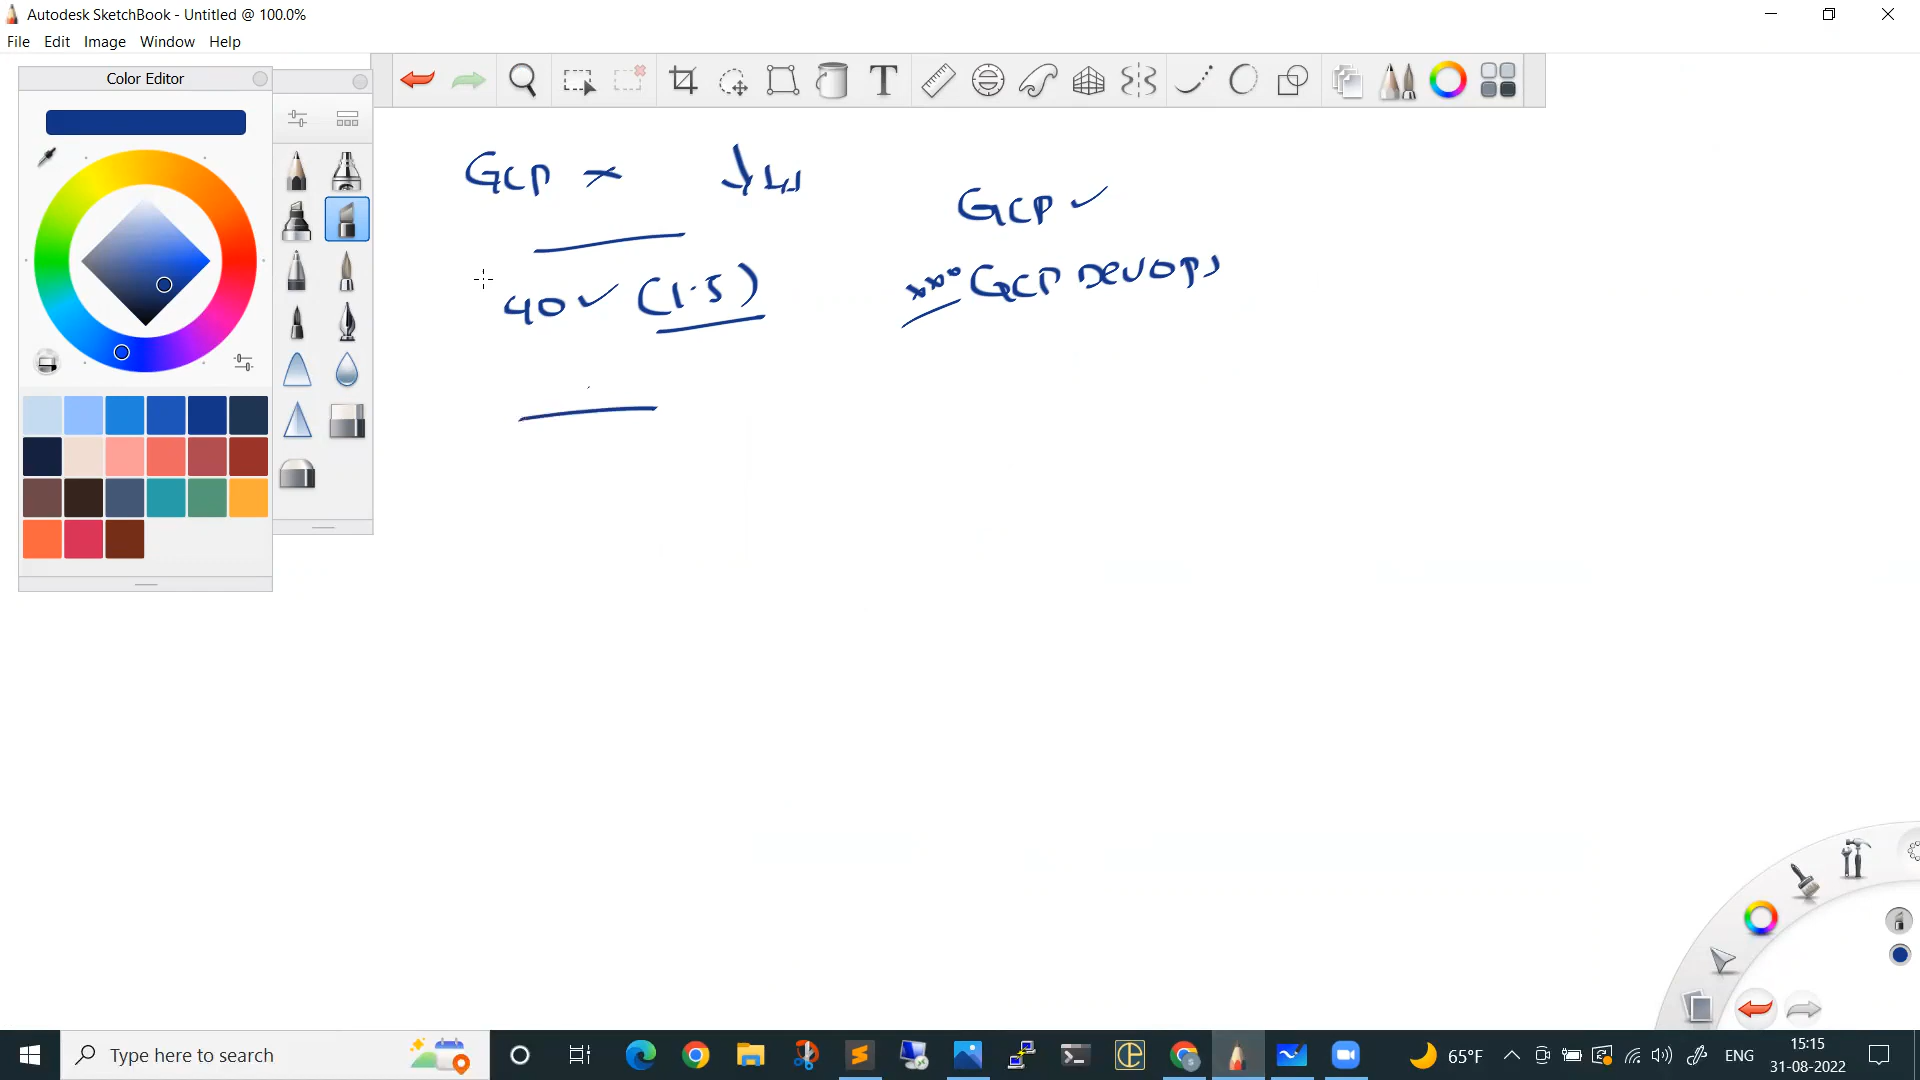 Autodesk SketchBook - Untitled @ 100.0%
File Edit Image Window Help
Color Editor
T
GCP ×
GCP ✓
40 ✓ (1.5)
GCP DevOps
Type here to search
65°F
ENG
15:15
31-08-2022